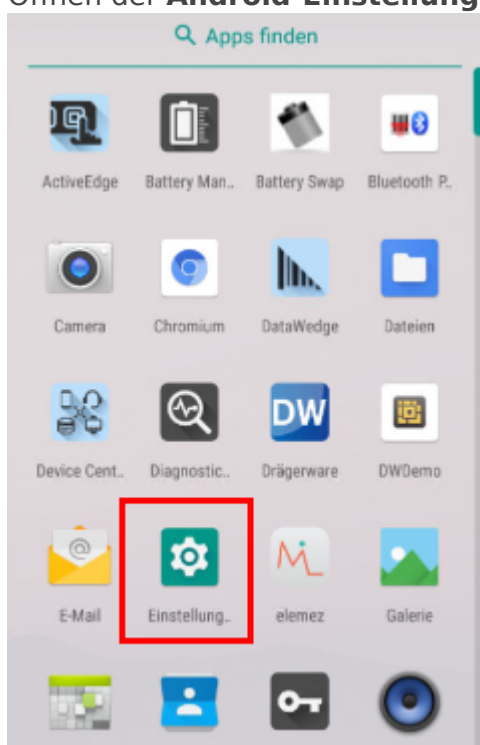 Öffnen der Android-Einstellung
Apps finden
ActiveEdge Battery Man.. Battery Swap Bluetooth P..
Camera Chromium DataWedge Dateien
DW
Device Cent.. Diagnostic.. Drägerware DWDemo
E-Mail Einstellung.. elemez Galerie